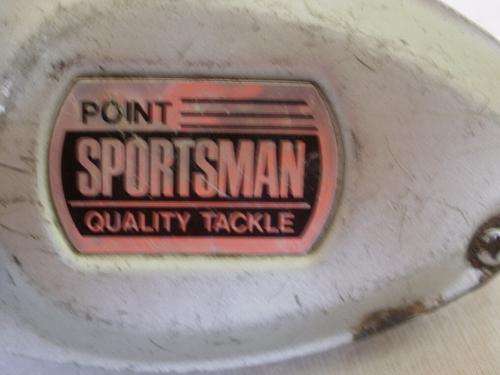 POINT
SPORTSMAN
QUALITY TACKLE